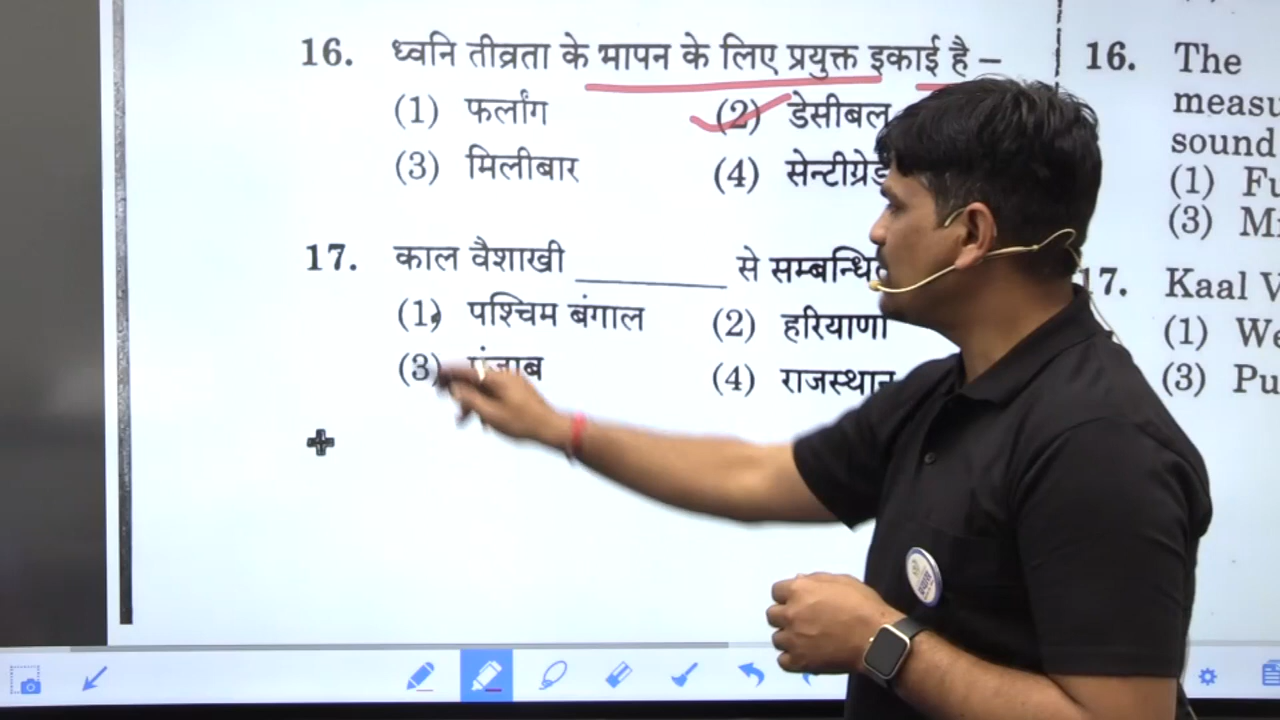 16. ध्वनि तीव्रता के मापन के लिए प्रयुक्त इकाई है –
(1) फर्लांग (2) डेसीबल
(3) मिलीबार (4) सेन्टीग्रेड
17. काल वैशाखी ________ से सम्बन्धित
(1) पश्चिम बंगाल (2) हरियाणा
(3) पंजाब (4) राजस्थान
16. The
measu
sound
(1) Fu
(3) Mi
17. Kaal V
(1) We
(3) Pu